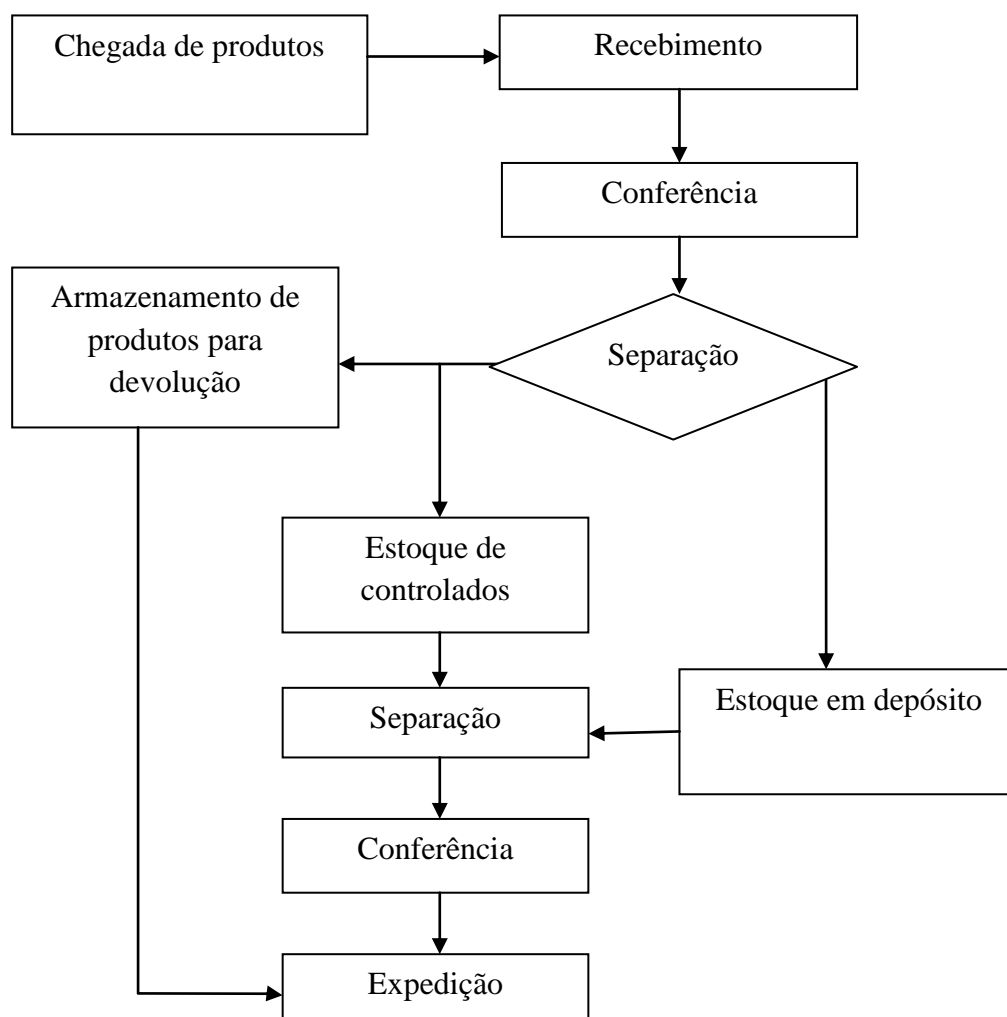 Chegada de produtos
Recebimento
Conferência
Armazenamento de
produtos para
devolução
Separação
Estoque de
controlados
Estoque em depósito
Separação
Conferência
Expedição